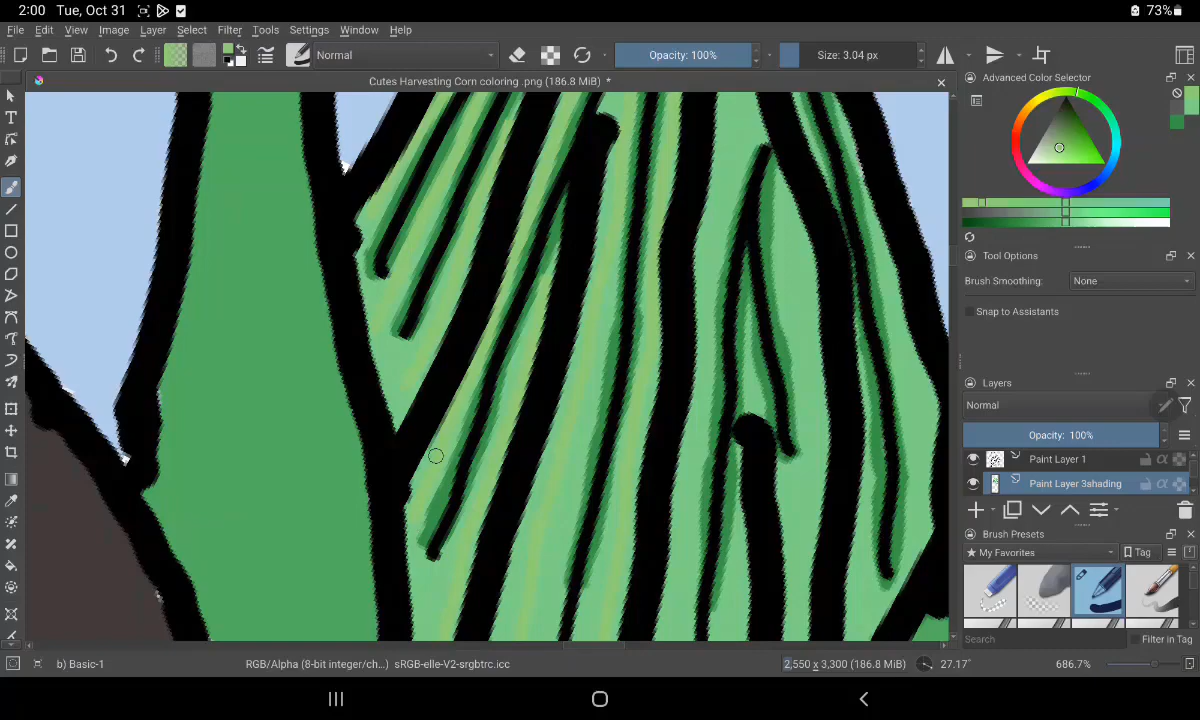 2:00 Tue, Oct 31
73%
File Edit View Image Layer Select Filter Tools Settings Window Help
Normal Opacity: 100% Size: 3.04 px
Cutes Harvesting Corn coloring .png (186.8 MiB) *
Advanced Color Selector
Tool Options
Brush Smoothing: None
Snap to Assistants
Layers
Normal
Opacity: 100%
Paint Layer 1
Paint Layer 3ahading
Brush Presets
My Favorites Tag
Search Filter in Tag
b) Basic-1 RGB/Alpha (8-bit integer/ch...) sRGB-elle-V2-srgbtrc.icc 2,550 x 3,300 (186.8 MiB) 27.17° 686.7%